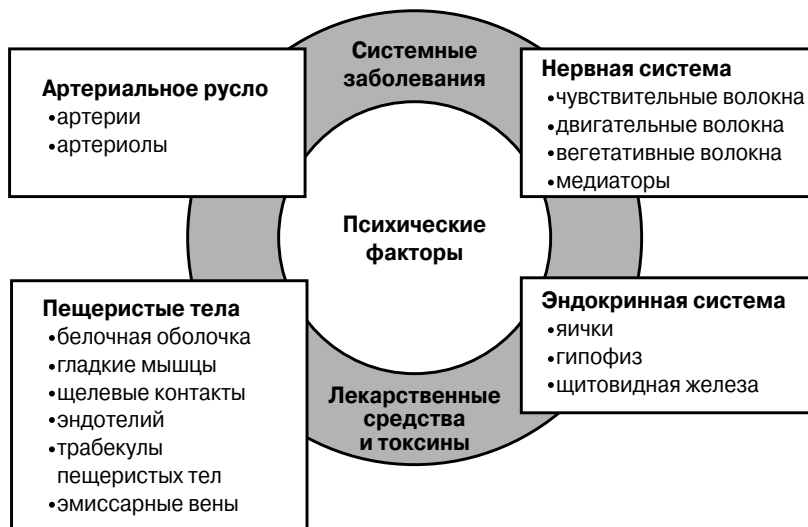 Системные
заболевания
Артериальное русло
•артерии
•артериолы
Нервная система
•чувствительные волокна
•двигательные волокна
•вегетативные волокна
•медиаторы
Психические
факторы
Пещеристые тела
•белочная оболочка
•гладкие мышцы
•щелевые контакты
•эндотелий
•трабекулы
пещеристых тел
•эмиссарные вены
Эндокринная система
•яички
•гипофиз
•щитовидная железа
Лекарственные
средства
и токсины